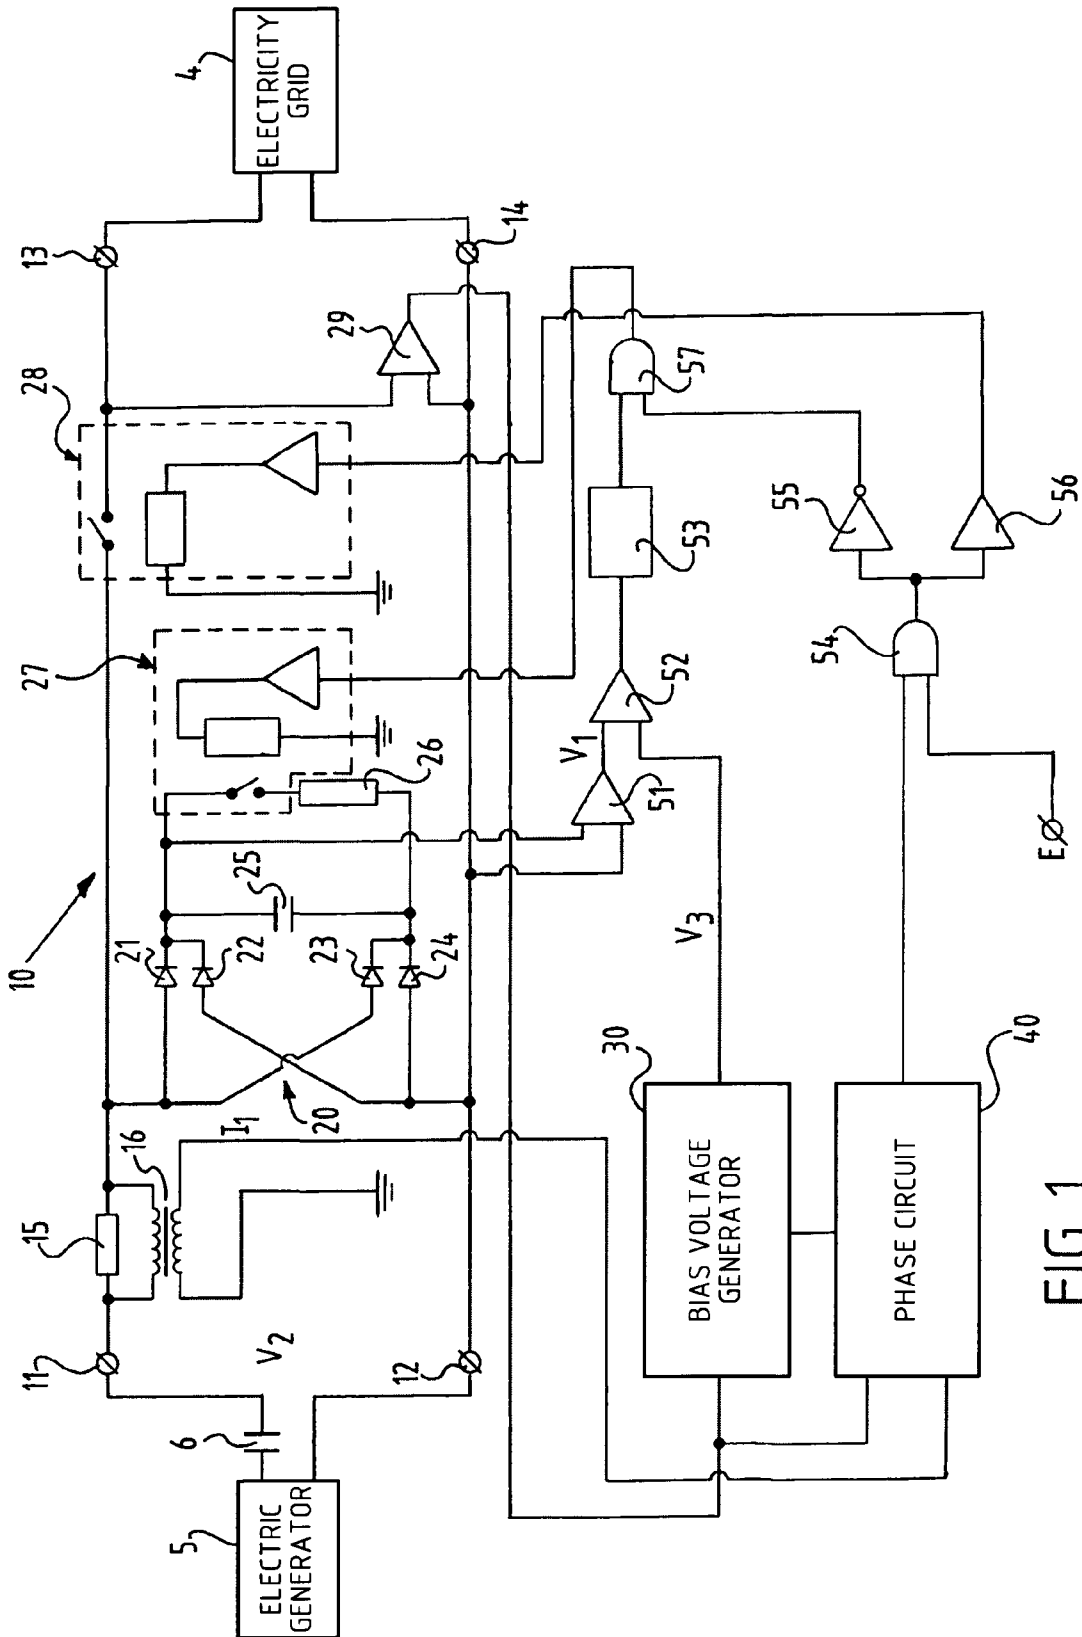 10
11
15
16
I1
V2
12
6
5
ELECTRIC
GENERATOR
20
21
22
23
24
25
26
27
28
29
13
14
4
ELECTRICITY
GRID
30
BIAS VOLTAGE
GENERATOR
V3
40
PHASE CIRCUIT
V1
51
52
53
54
55
56
57
E
FIG 1